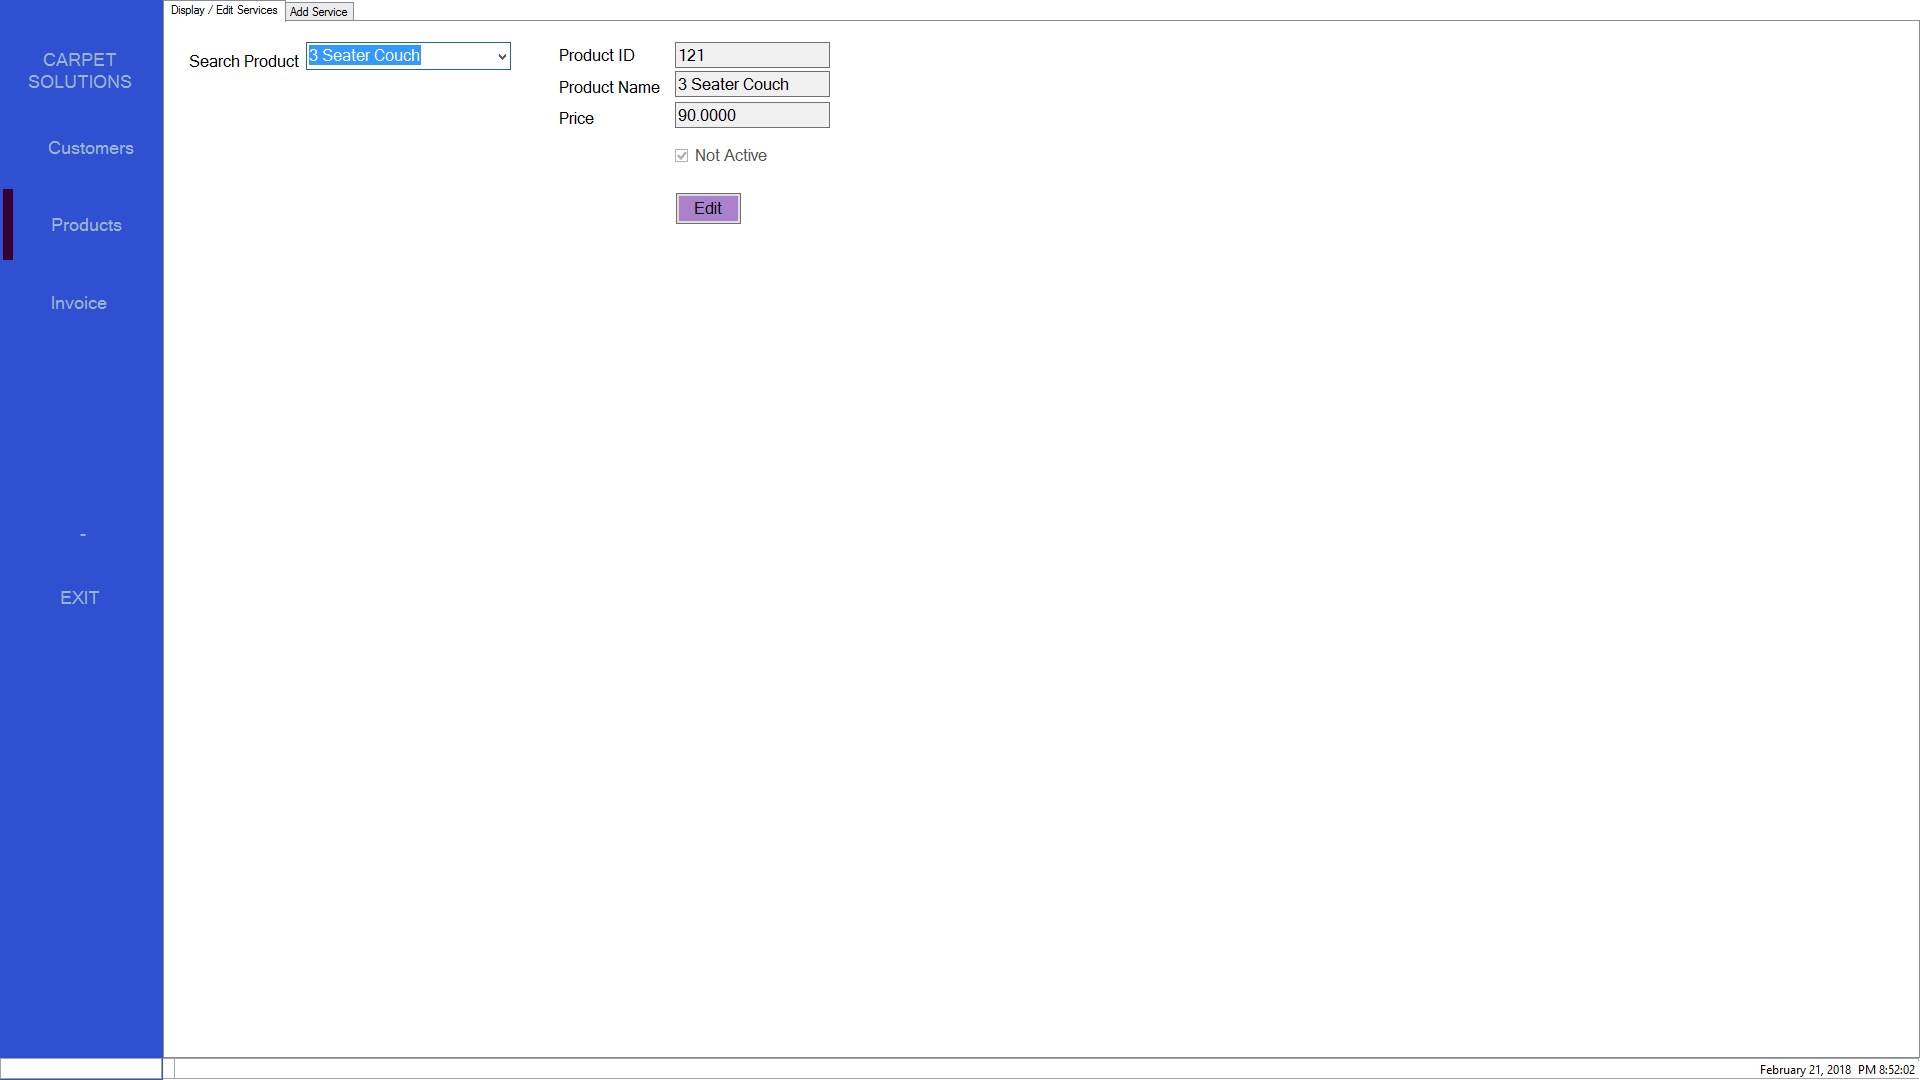 Display / Edit Services
Add Service
CARPET
SOLUTIONS
Customers
Products
Invoice
-
EXIT
Search Product
3 Seater Couch
Product ID
121
Product Name
3 Seater Couch
Price
90.0000
Not Active
Edit
February 21, 2018 PM 8:52:02